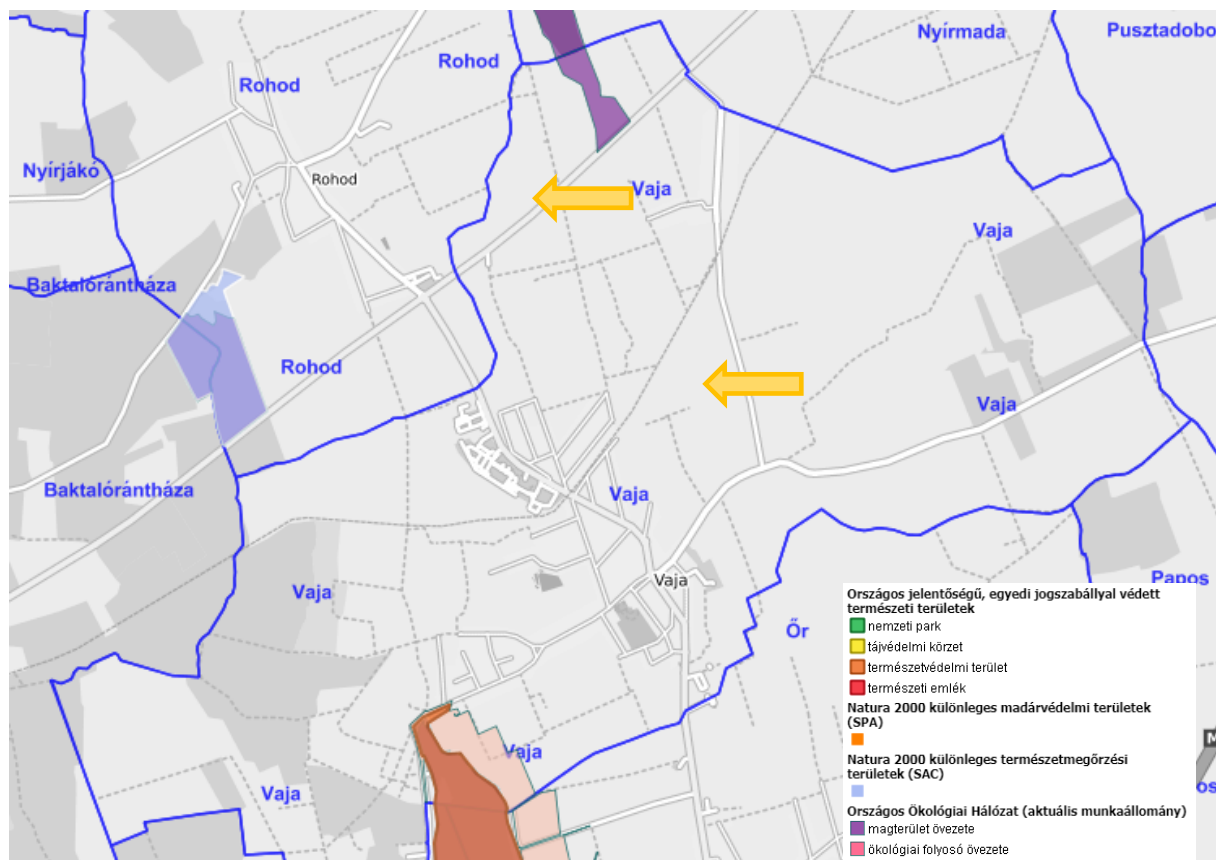 Rohod
Nyírmada
Pusztadobo
Rohod
Nyírjákó
Rohod
Vaja
Vaja
Baktalórántháza
Rohod
Vaja
Baktalórántháza
Vaja
Vaja
Vaja
Papos
Őr
Vaja
Vaja
M
os
Országos jelentőségű, egyedi jogszabállyal védett
természeti területek
nemzeti park
tájvédelmi körzet
természetvédelmi terület
természeti emlék
Natura 2000 különleges madárvédelmi területek
(SPA)
Natura 2000 különleges természetmegőrzési
területek (SAC)
Országos Ökológiai Hálózat (aktuális munkaállomány)
magterület övezete
ökológiai folyosó övezete